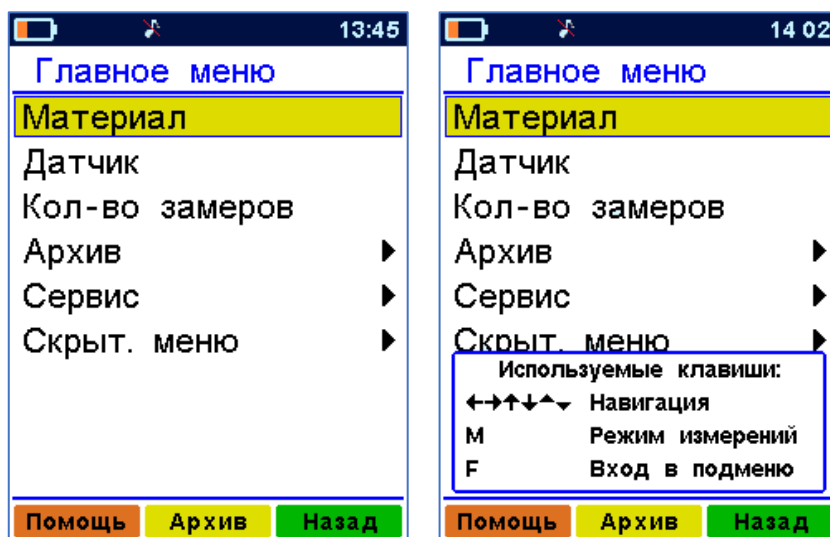 13:45
Главное меню
Материал
Датчик
Кол-во замеров
Архив
Сервис
Скрыт. меню
Помощь Архив Назад
14 02
Главное меню
Материал
Датчик
Кол-во замеров
Архив
Сервис
Скрыт. меню
Используемые клавиши:
←→↑↓ Навигация
М Режим измерений
F Вход в подменю
Помощь Архив Назад